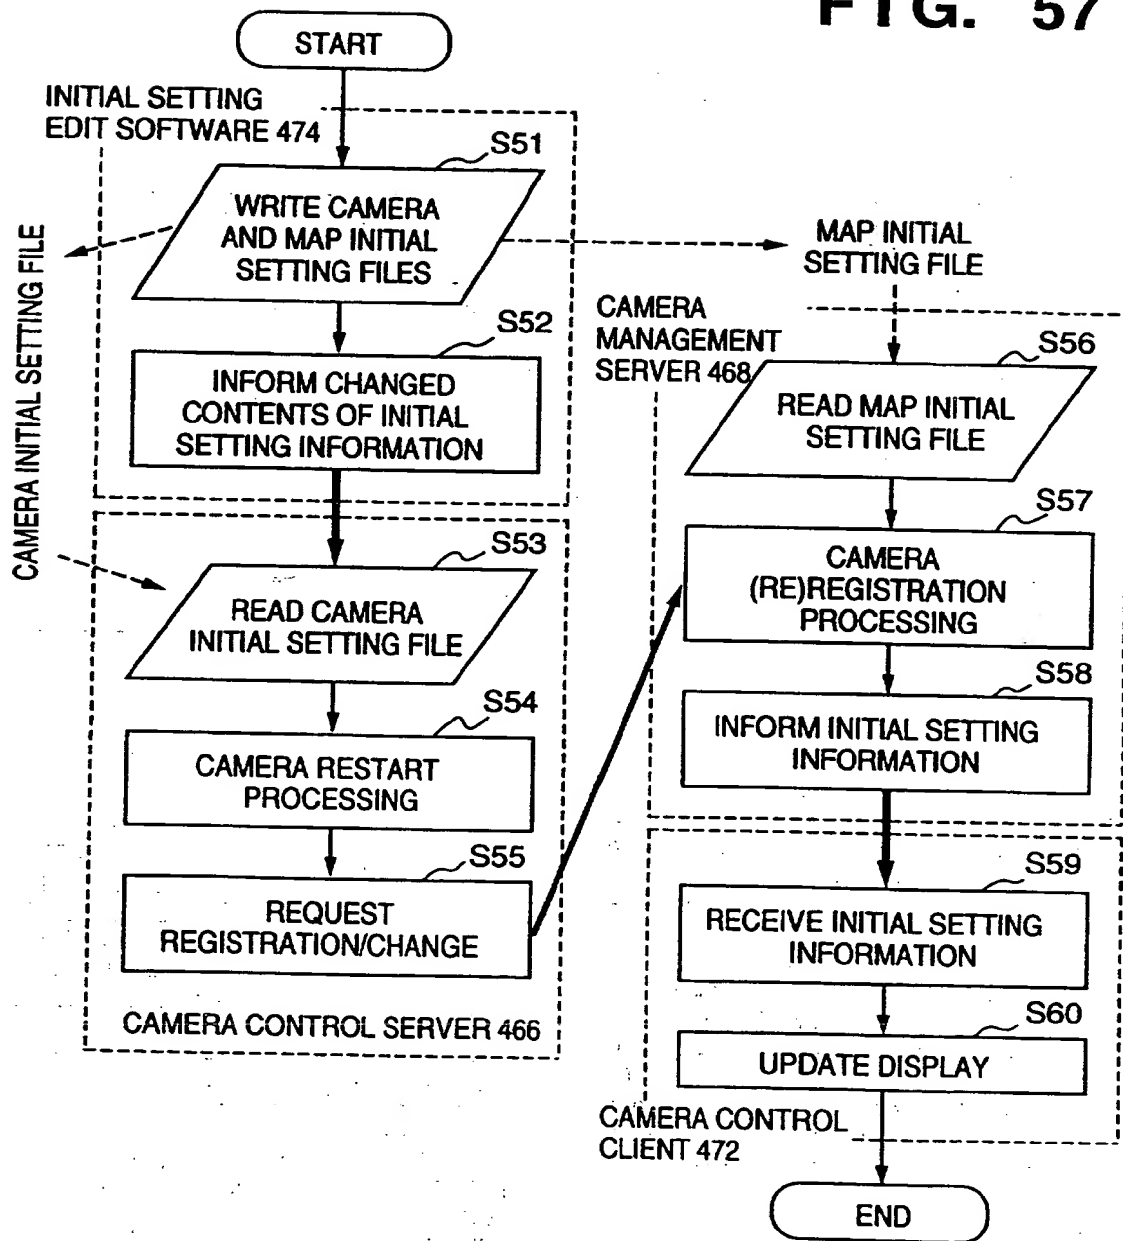 FIG. 57
START
INITIAL SETTING
EDIT SOFTWARE 474
S51
WRITE CAMERA
AND MAP INITIAL
SETTING FILES
CAMERA INITIAL SETTING FILE
S52
INFORM CHANGED
CONTENTS OF INITIAL
SETTING INFORMATION
S53
READ CAMERA
INITIAL SETTING FILE
S54
CAMERA RESTART
PROCESSING
S55
REQUEST
REGISTRATION/CHANGE
CAMERA CONTROL SERVER 466
MAP INITIAL
SETTING FILE
CAMERA
MANAGEMENT
SERVER 468
S56
READ MAP INITIAL
SETTING FILE
S57
CAMERA
(RE)REGISTRATION
PROCESSING
S58
INFORM INITIAL SETTING
INFORMATION
S59
RECEIVE INITIAL SETTING
INFORMATION
S60
UPDATE DISPLAY
CAMERA CONTROL
CLIENT 472
END